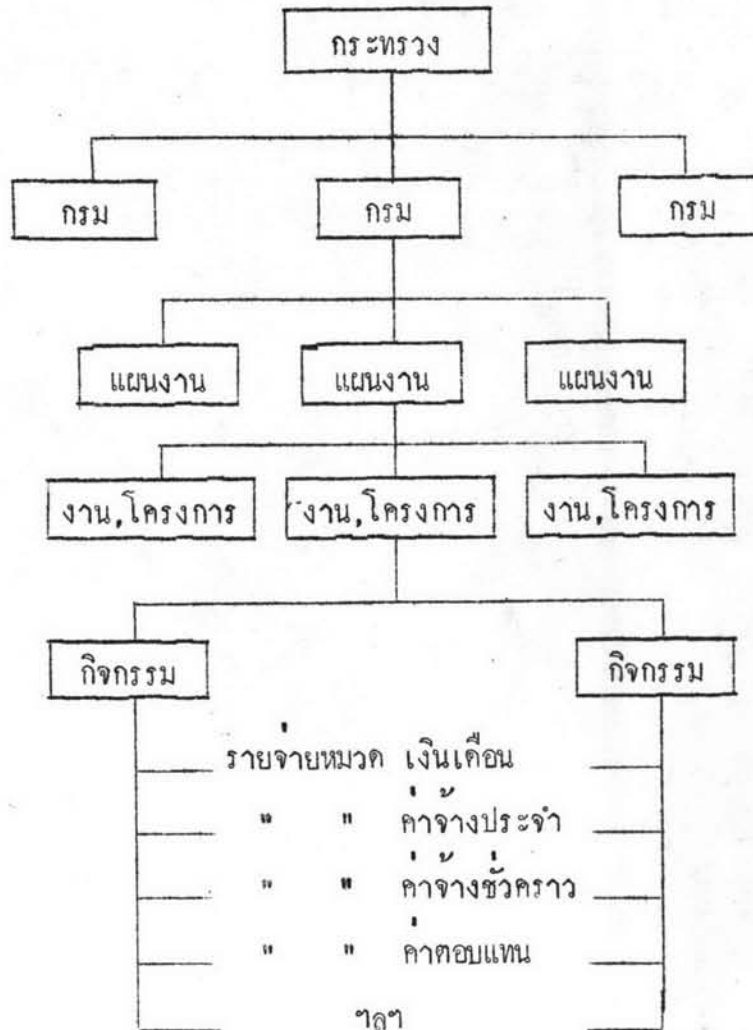 กระทรวง
กรม กรม กรม
แผนงาน แผนงาน แผนงาน
งาน,โครงการ งาน,โครงการ งาน,โครงการ
กิจกรรม กิจกรรม
รายจ่ายหมวด เงินเดือน
" " ค่าจ้างประจำ
" " ค่าจ้างชั่วคราว
" " ค่าตอบแทน
ฯลฯ